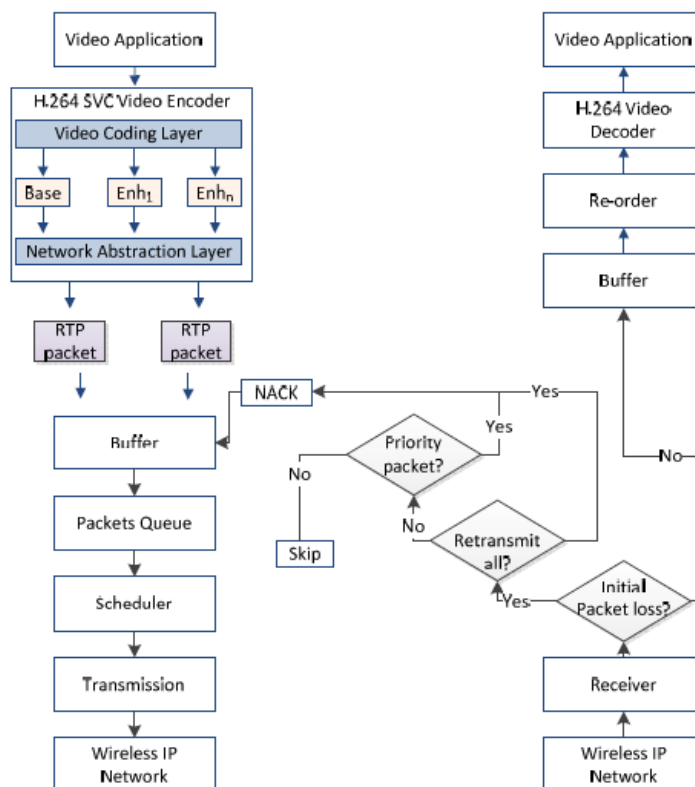 Video Application
H.264 SVC Video Encoder
Video Coding Layer
Base
Enh1
Enhn
Network Abstraction Layer
RTP
packet
RTP
packet
Buffer
Packets Queue
Scheduler
Transmission
Wireless IP
Network
NACK
Yes
Yes
Priority
packet?
No
Skip
No
Retransmit
all?
Yes
Initial
Packet loss?
No
Video Application
H.264 Video
Decoder
Re-order
Buffer
Receiver
Wireless IP
Network